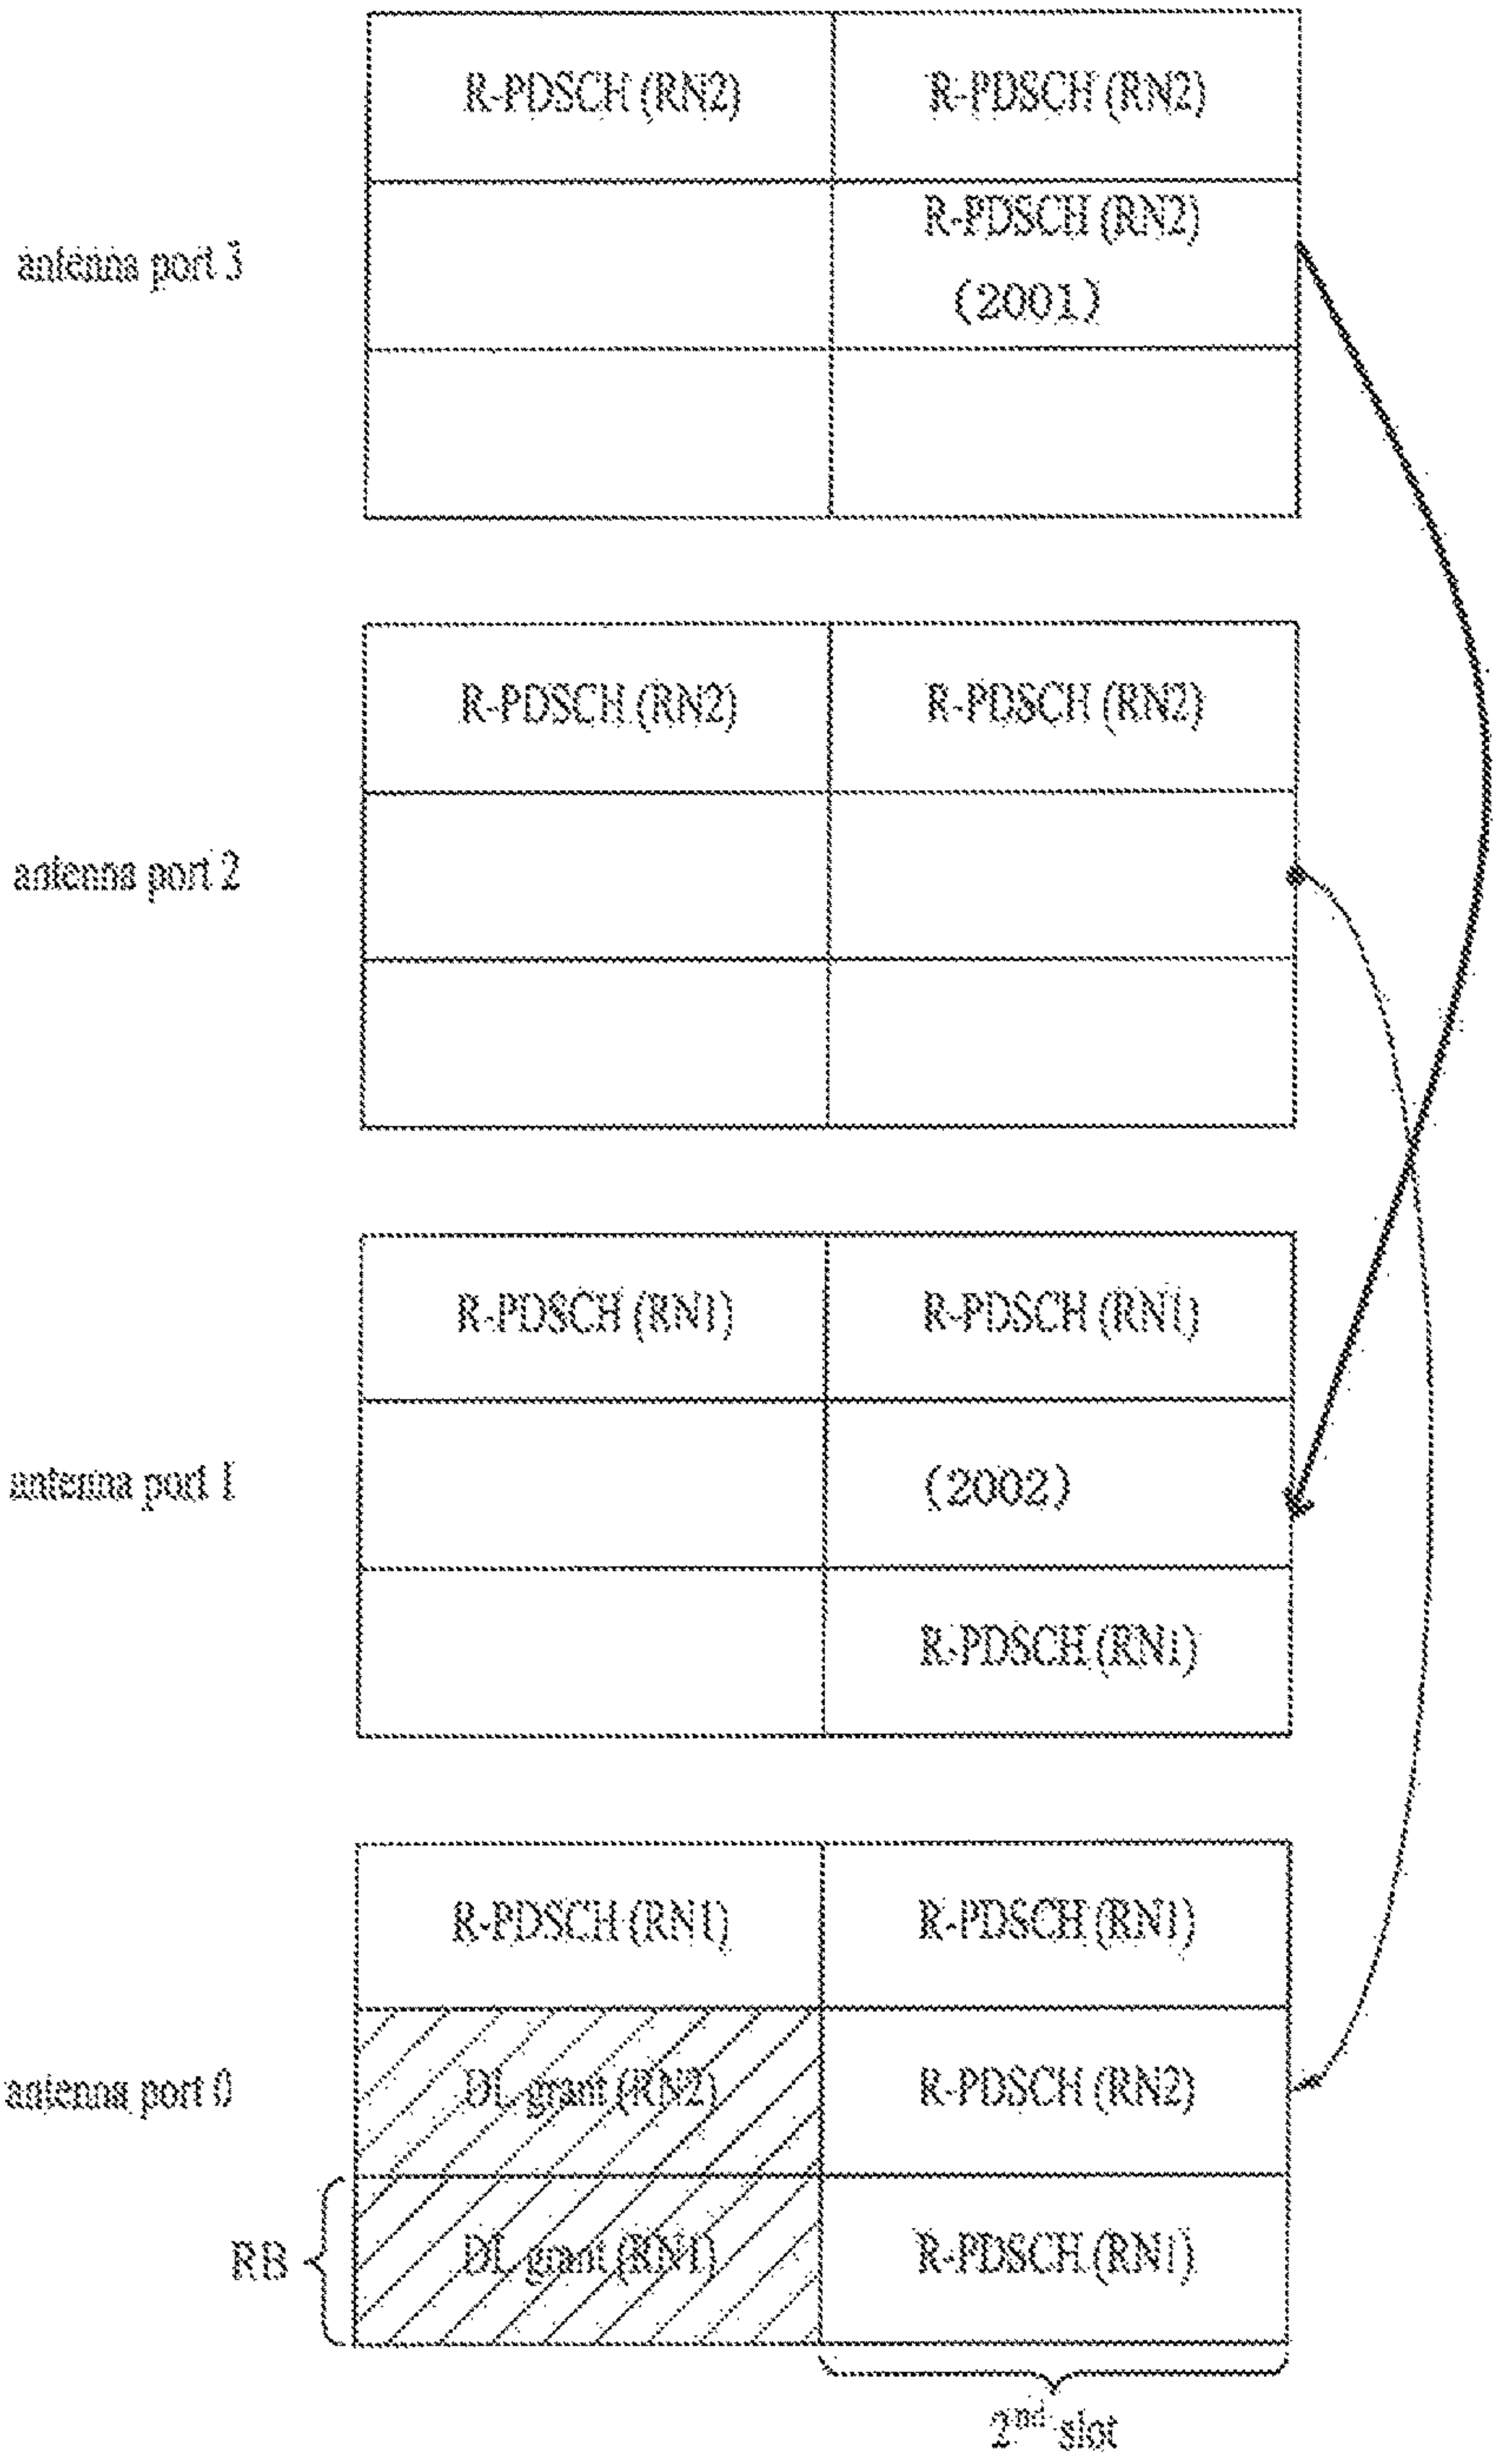 R-PDSCH (RN2) R-PDSCH (RN2)
R-PDSCH (RN2)
antenna port 3
(2001)
R-PDSCH (RN2) R-PDSCH (RN2)
antenna port 2
R-PDSCH (RN1) R-PDSCH (RN1)
antenna port 1 (2002)
R-PDSCH (RN1)
R-PDSCH (RN1) R-PDSCH (RN1)
antenna port 0 DL grant (RN2) R-PDSCH (RN2)
RB DL grant (RN1) R-PDSCH (RN1)
2nd slot